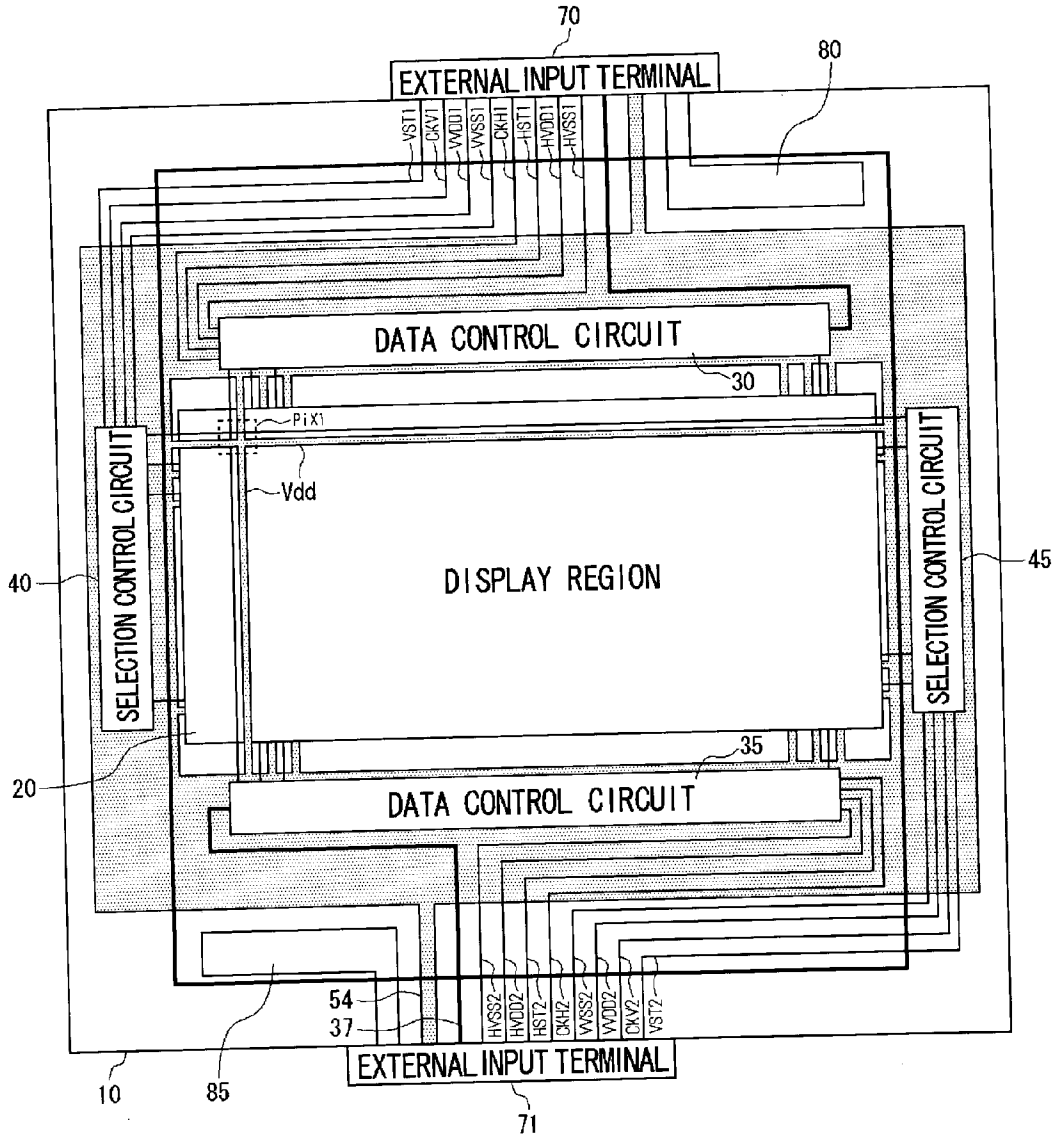 70
EXTERNAL INPUT TERMINAL
80
VST1
CKV1
VVDD1
VVSS1
CKH1
HST1
HVDD1
HVSS1
DATA CONTROL CIRCUIT
30
PiX1
Vdd
SELECTION CONTROL CIRCUIT
40
DISPLAY REGION
SELECTION CONTROL CIRCUIT
45
20
35
DATA CONTROL CIRCUIT
54
37
HVSS2
HVDD2
HST2
CKH2
VVSS2
VVDD2
CKV2
VST2
EXTERNAL INPUT TERMINAL
10
85
71